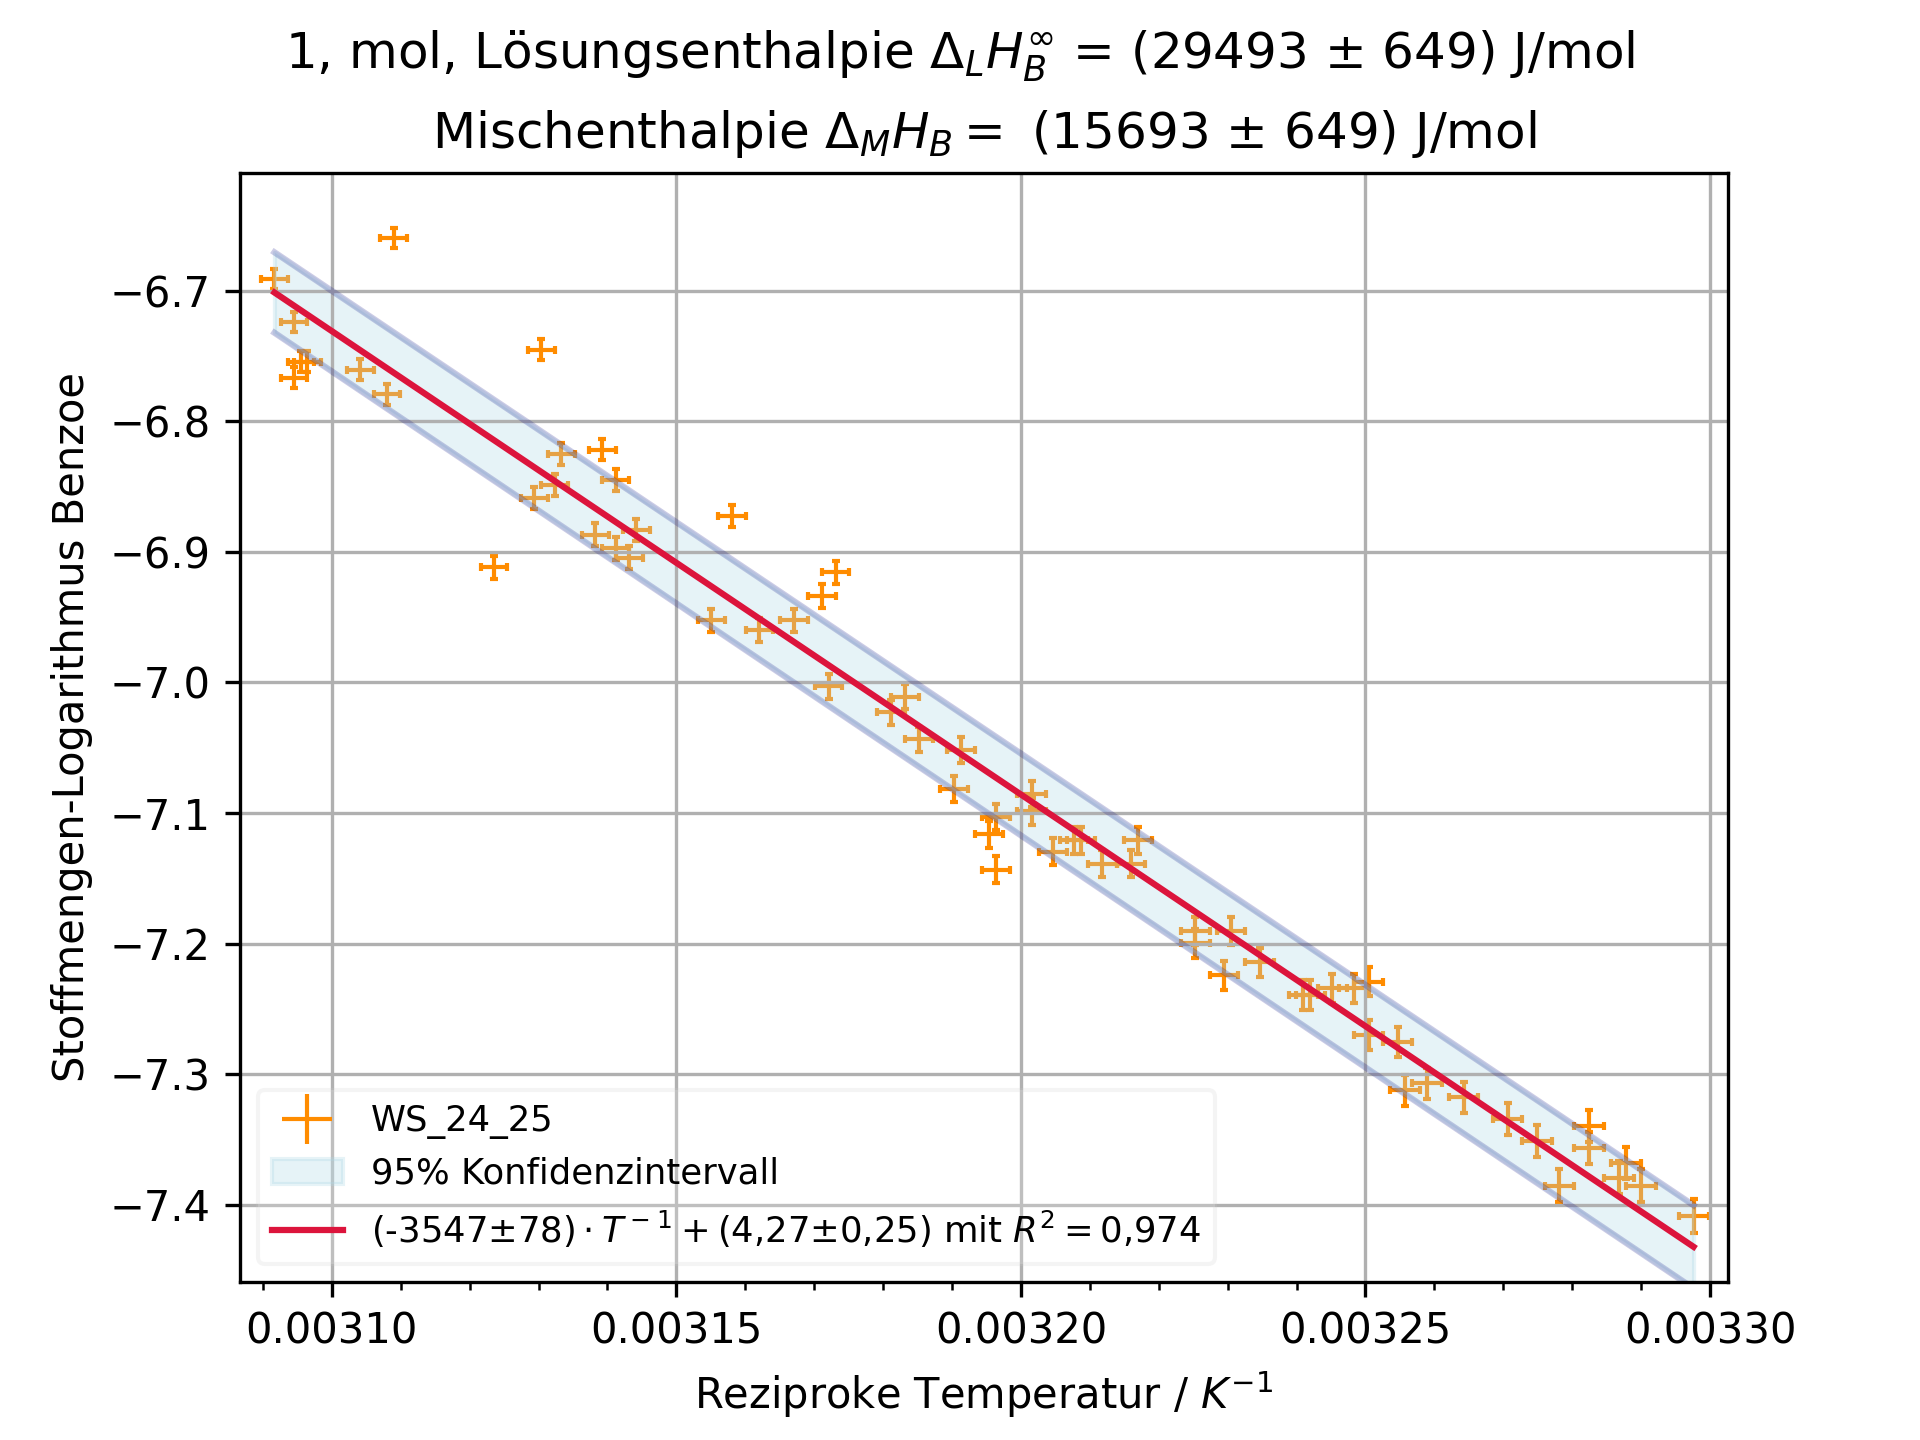 1, mol, Lösungsenthalpie Δ_L H_B^∞ = (29493 ± 649) J/mol
Mischenthalpie Δ_M H_B = (15693 ± 649) J/mol
Stoffmengen-Logarithmus Benzoe
−6.7
−6.8
−6.9
−7.0
−7.1
−7.2
−7.3
−7.4
WS_24_25
95% Konfidenzintervall
(-3547±78) · T⁻¹ + (4,27±0,25) mit R² = 0,974
0.00310 0.00315 0.00320 0.00325 0.00330
Reziproke Temperatur / K⁻¹